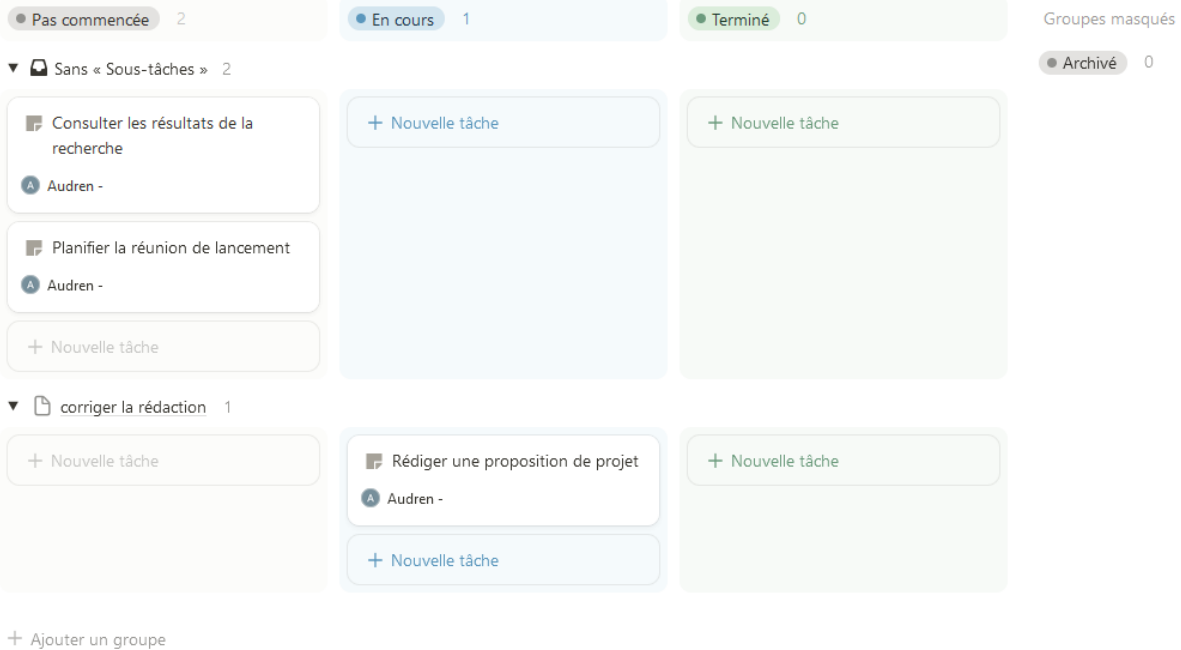 Pas commencée 2 En cours 1 Terminé 0 Groupes masqués
Archivé 0
Sans « Sous-tâches » 2
Consulter les résultats de la
recherche
A Audren -
+ Nouvelle tâche
+ Nouvelle tâche
Planifier la réunion de lancement
A Audren -
+ Nouvelle tâche
corriger la rédaction 1
+ Nouvelle tâche
Rédiger une proposition de projet
A Audren -
+ Nouvelle tâche
+ Nouvelle tâche
+ Ajouter un groupe